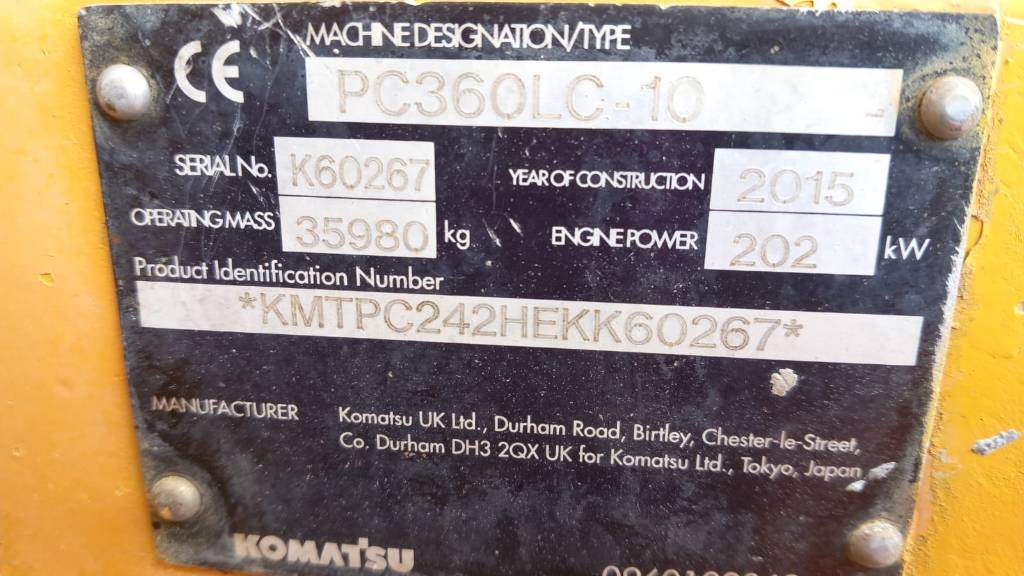 CE
MACHINE DESIGNATION/TYPE
PC360LC-10
SERIAL No. K60267 YEAR OF CONSTRUCTION 2015
OPERATING MASS 35980 kg ENGINE POWER 202 kW
Product Identification Number
*KMTPC242HEKK60267*
MANUFACTURER Komatsu UK Ltd., Durham Road, Birtley, Chester-le-Street,
Co. Durham DH3 2QX UK for Komatsu Ltd., Tokyo, Japan
KOMATSU